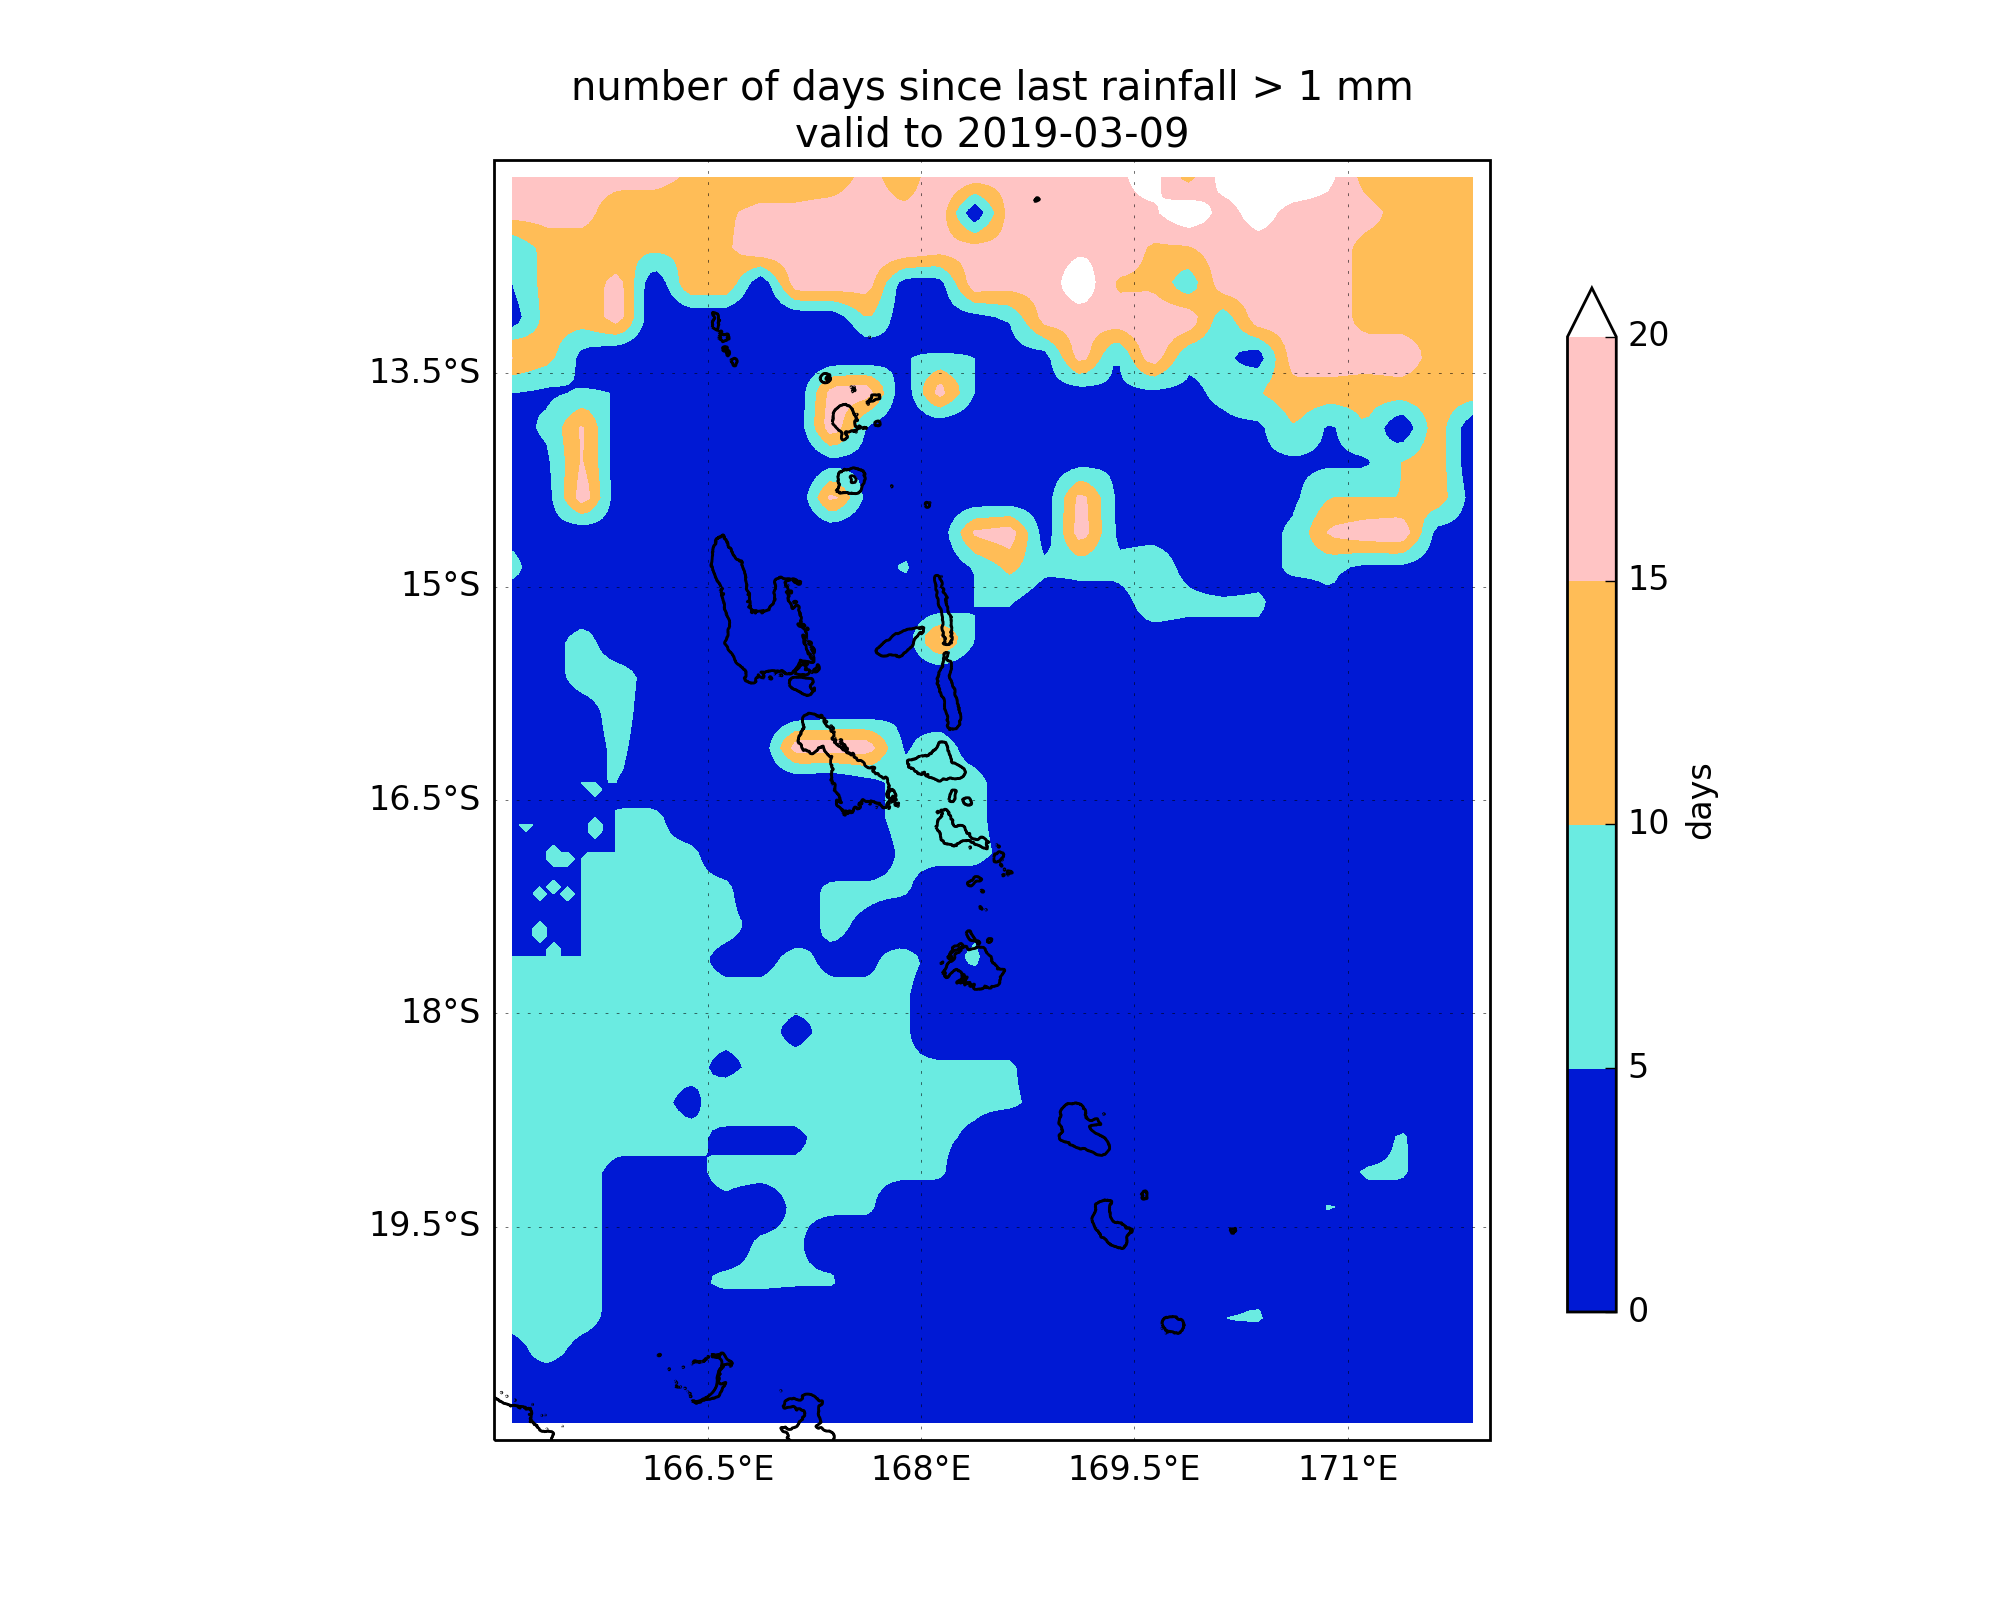 number of days since last rainfall > 1 mm
valid to 2019-03-09
13.5°S
15°S
16.5°S
18°S
19.5°S
166.5°E
168°E
169.5°E
171°E
20
15
10
5
0
days